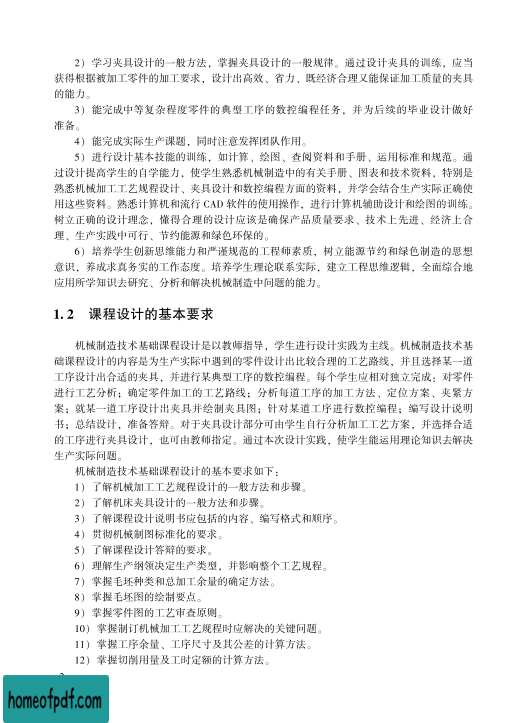 2）学习夹具设计的一般方法，掌握夹具设计的一般规律。通过设计夹具的训练，应当
获得根据被加工零件的加工要求，设计出高效、省力、既经济合理又能保证加工质量的夹具
的能力。
3）能完成中等复杂程度零件的典型工序的数控编程任务，并为后续的毕业设计做好
准备。
4）能完成实际生产课题，同时注意发挥团队作用。
5）进行设计基本技能的训练，如计算、绘图、查阅资料和手册、运用标准和规范。通
过设计提高学生的自学能力，使学生熟悉机械制造中的有关手册、图表和技术资料，特别是
熟悉机械加工工艺规程设计、夹具设计和数控编程方面的资料，并学会结合生产实际正确使
用这些资料。熟悉计算机和流行 CAD 软件的使用操作，进行计算机辅助设计和绘图的训练。
树立正确的设计理念，懂得合理的设计应该是确保产品质量要求、技术上先进、经济上合
理、生产实践中可行、节约能源和绿色环保的。
6）培养学生创新思维能力和严谨规范的工程师素质，树立能源节约和绿色制造的思想
意识，养成求真务实的工作态度。培养学生理论联系实际，建立工程思维逻辑，全面综合地
应用所学知识去研究、分析和解决机械制造中问题的能力。
1.2 课程设计的基本要求
机械制造技术基础课程设计是以教师指导，学生进行设计实践为主线。机械制造技术基
础课程设计的内容是为生产实际中遇到的零件设计出比较合理的工艺路线，并且选择某一道
工序设计出合适的夹具，并进行某典型工序的数控编程。每个学生应相对独立完成：对零件
进行工艺分析；确定零件加工的工艺路线；分析每道工序的加工方法、定位方案、夹紧方
案；就某一道工序设计出夹具并绘制夹具图；针对某道工序进行数控编程；编写设计说明
书；总结设计，准备答辩。对于夹具设计部分可由学生自行分析加工工艺方案，并选择合适
的工序进行夹具设计，也可由教师指定。通过本次设计实践，使学生能运用理论知识去解决
生产实际问题。
机械制造技术基础课程设计的基本要求如下：
1）了解机械加工工艺规程设计的一般方法和步骤。
2）了解机床夹具设计的一般方法和步骤。
3）了解课程设计说明书应包括的内容、编写格式和顺序。
4）贯彻机械制图标准化的要求。
5）了解课程设计答辩的要求。
6）理解生产纲领决定生产类型，并影响整个工艺规程。
7）掌握毛坯种类和总加工余量的确定方法。
8）掌握毛坯图的绘制要点。
9）掌握零件图的工艺审查原则。
10）掌握制订机械加工工艺规程时应解决的关键问题。
11）掌握工序余量、工序尺寸及其公差的计算方法。
12）掌握切削用量及工时定额的计算方法。
homeofpdf.com